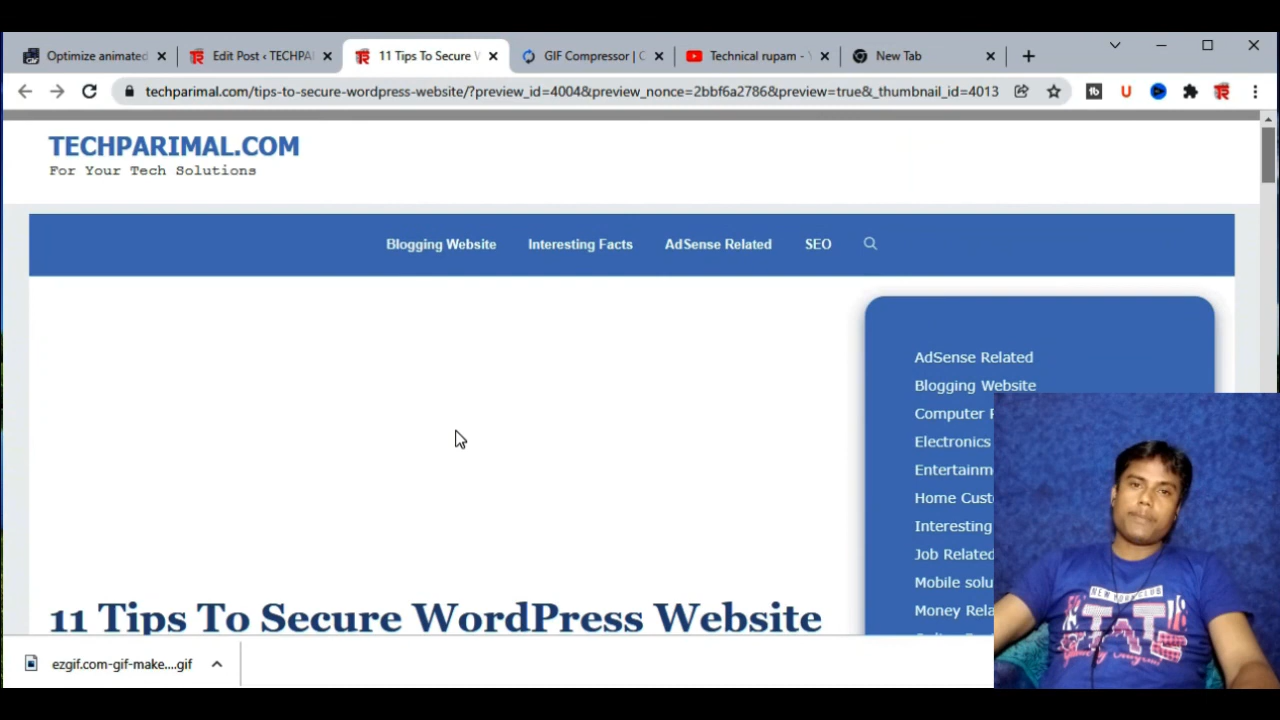 Optimize animated
Edit Post ‹ TECHPA
11 Tips To Secure W
GIF Compressor | C
Technical rupam -
New Tab
techparimal.com/tips-to-secure-wordpress-website/?preview_id=4004&preview_nonce=2bbf6a2786&preview=true&_thumbnail_id=4013
TECHPARIMAL.COM
For Your Tech Solutions
Blogging Website Interesting Facts AdSense Related SEO
AdSense Related
Blogging Website
Computer
Electronics
Entertainm
Home Cust
Interesting
Job Related
Mobile solu
Money Rela
11 Tips To Secure WordPress Website
ezgif.com-gif-make....gif